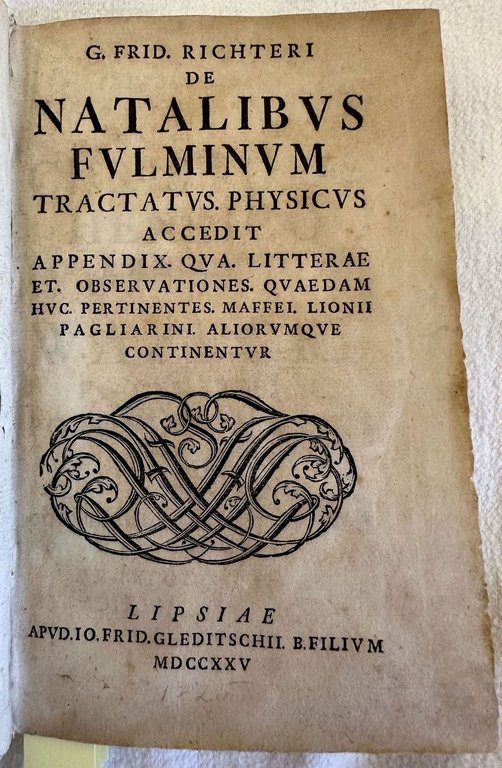 G. FRID. RICHTERI
DE
NATALIBVS
FVLMINVM
TRACTATVS. PHYSICVS
ACCEDIT
APPENDIX. QVA. LITTERAE
ET. OBSERVATIONES. QVAEDAM
HVC. PERTINENTES. MAFFEI. LIONII
PAGLIARINI. ALIORVMQVE
CONTINENTVR
LIPSIAE
APVD. IO. FRID. GLEDITSCHII. B. FILIVM
MDCCXXV